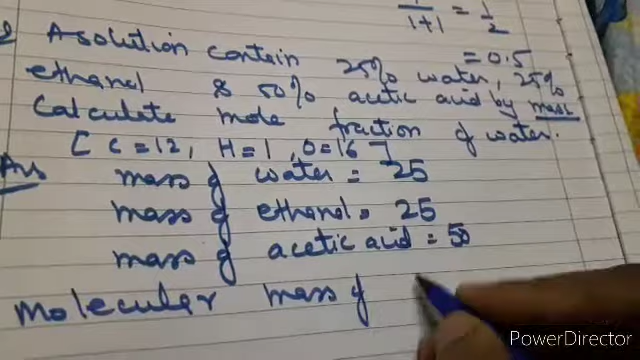 1/1+1 = 1/2
= 0.5
A solution contain 25% water, 25%
ethanol & 50% acetic acid by mass
Calculate mole fraction of water.
[ C=12, H=1, O=16 ]
Ans mass of water = 25
mass of ethanol = 25
mass of acetic acid = 50
Molecular mass of
PowerDirector